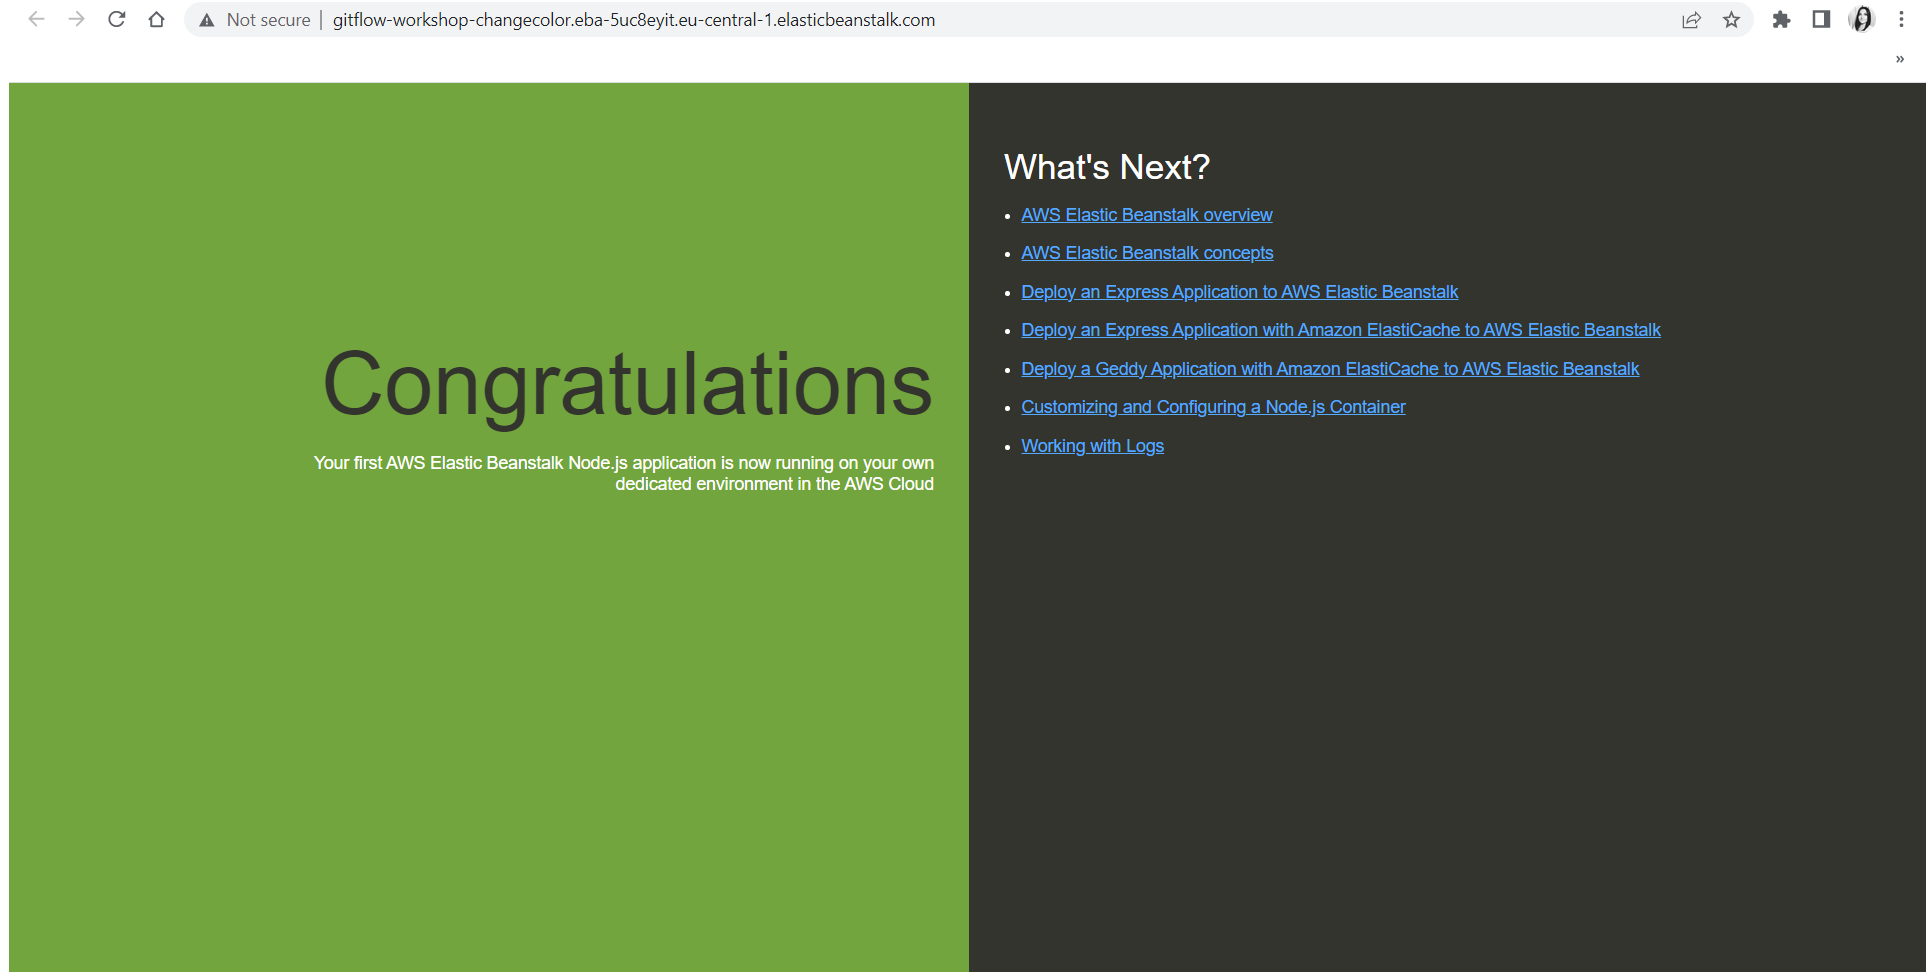 Not secure
gitflow-workshop-changecolor.eba-5uc8eyit.eu-central-1.elasticbeanstalk.com
»
Congratulations
Your first AWS Elastic Beanstalk Node.js application is now running on your own
dedicated environment in the AWS Cloud
What's Next?
AWS Elastic Beanstalk overview
AWS Elastic Beanstalk concepts
Deploy an Express Application to AWS Elastic Beanstalk
Deploy an Express Application with Amazon ElastiCache to AWS Elastic Beanstalk
Deploy a Geddy Application with Amazon ElastiCache to AWS Elastic Beanstalk
Customizing and Configuring a Node.js Container
Working with Logs